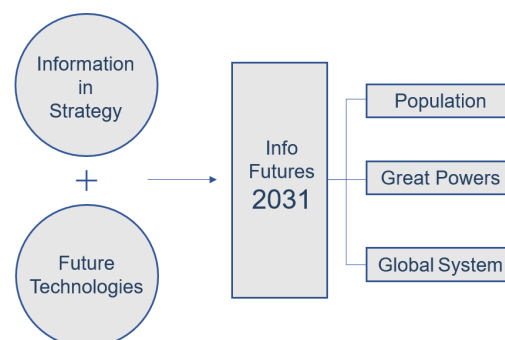 Information
in
Strategy
+
Future
Technologies
Info
Futures
2031
Population
Great Powers
Global System